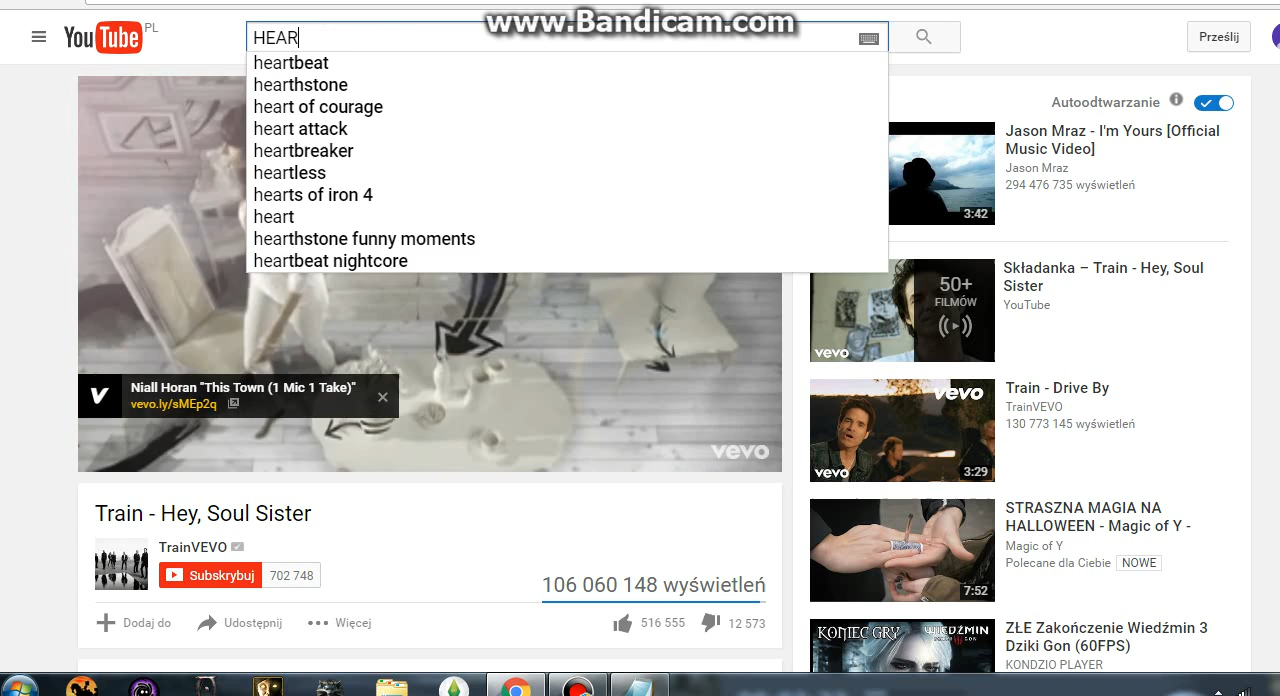 www.Bandicam.com
YouTube PL
HEAR
Prześlij
heartbeat
hearthstone
heart of courage
heart attack
heartbreaker
heartless
hearts of iron 4
heart
hearthstone funny moments
heartbeat nightcore
Niall Horan "This Town (1 Mic 1 Take)"
vevo.ly/sMEp2q
vevo
Train - Hey, Soul Sister
TrainVEVO
Subskrybuj 702 748
106 060 148 wyświetleń
Dodaj do Udostępnij Więcej
516 555 12 573
Autoodtwarzanie
Jason Mraz - I'm Yours [Official
Music Video]
Jason Mraz
294 476 735 wyświetleń
3:42
50+
FILMÓW
vevo
Składanka – Train - Hey, Soul
Sister
YouTube
vevo
vevo
3:29
Train - Drive By
TrainVEVO
130 773 145 wyświetleń
7:52
STRASZNA MAGIA NA
HALLOWEEN - Magic of Y -
Magic of Y
Polecane dla Ciebie NOWE
KONIEC GRY WIEDŹMIN 3
ZŁE Zakończenie Wiedźmin 3
Dziki Gon (60FPS)
KONDZIO PLAYER